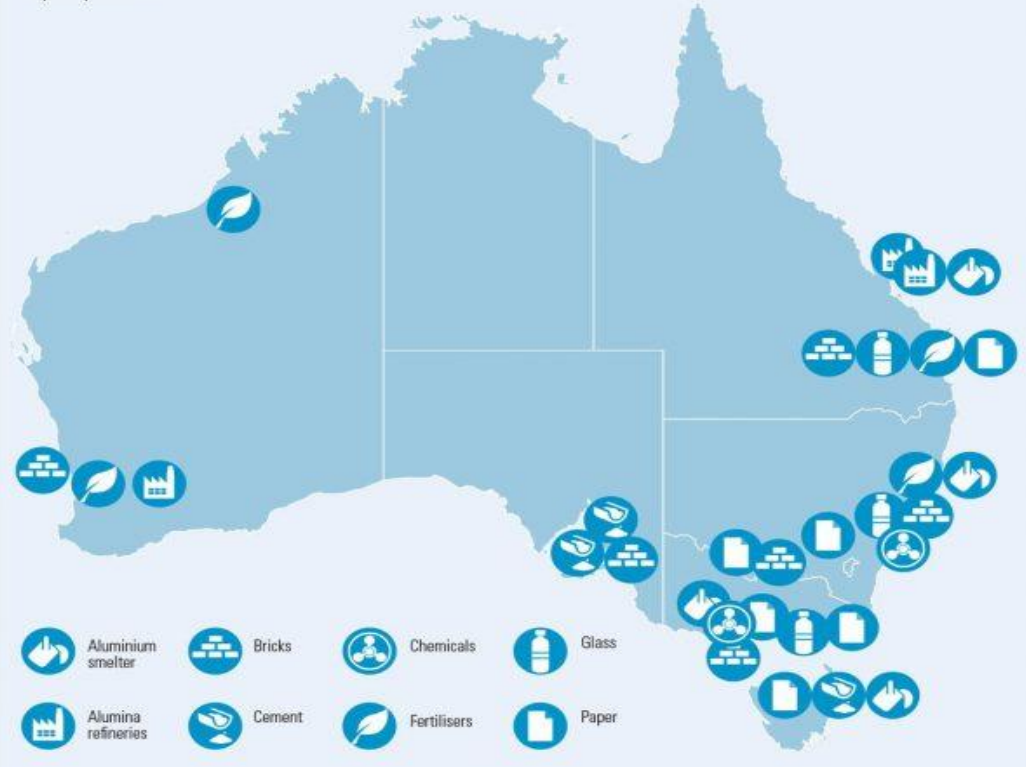 Aluminium
smelter
Bricks
Chemicals
Glass
Alumina
refineries
Cement
Fertilisers
Paper